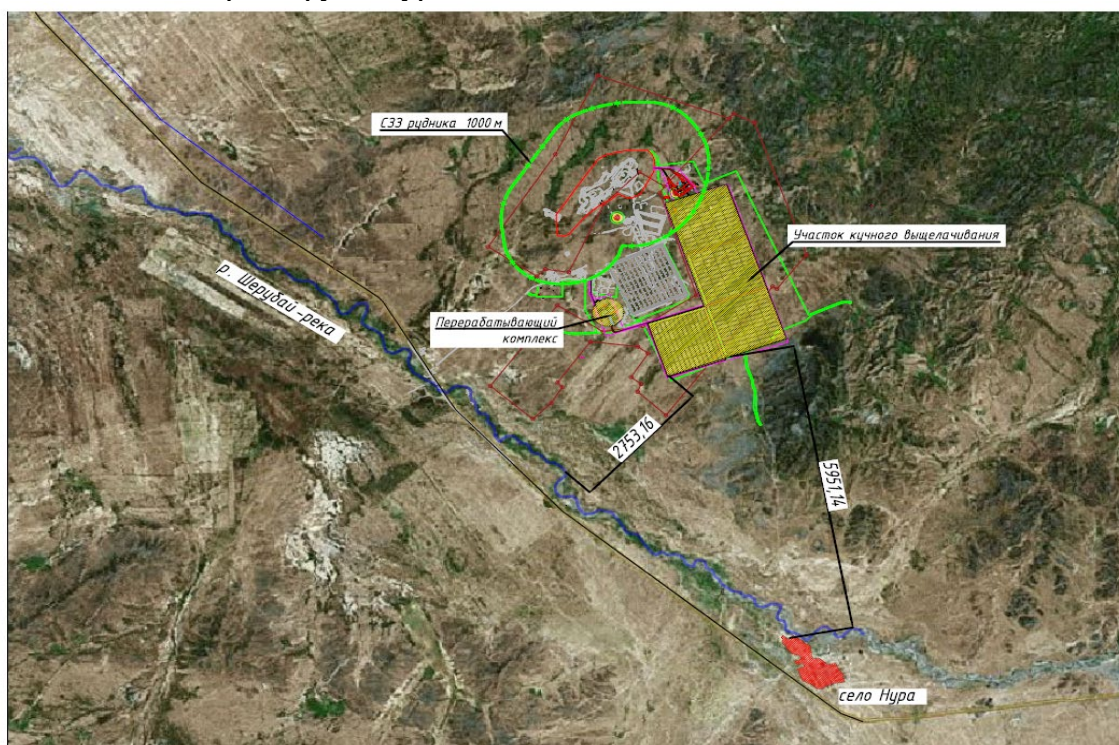 СЗЗ рудника 1000 м
Участок кучного выщелачивания
р. Шерубай-река
Перерабатывающий
комплекс
2753,16
5951,14
село Нура